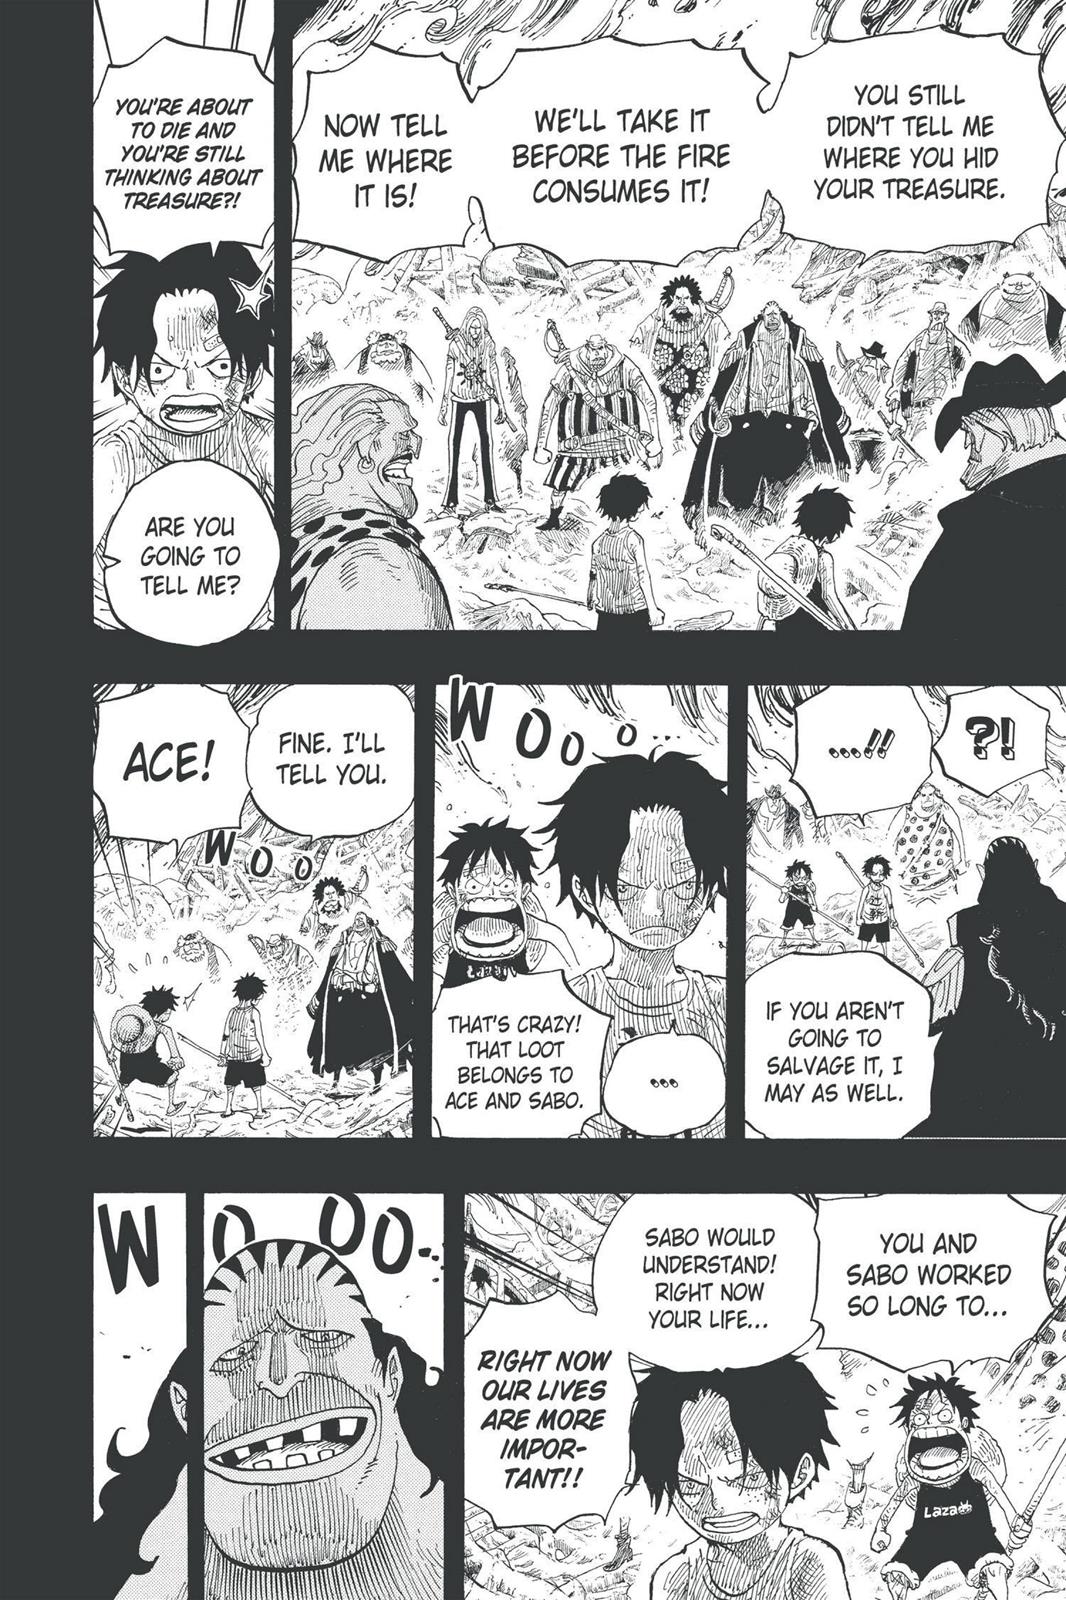 YOU STILL
DIDN'T TELL ME
WHERE YOU HID
YOUR TREASURE.
WE'LL TAKE IT
BEFORE THE FIRE
CONSUMES IT!
NOW TELL
ME WHERE
IT IS!
YOU'RE ABOUT
TO DIE AND
YOU'RE STILL
THINKING ABOUT
TREASURE?!
ARE YOU
GOING TO
TELL ME?
?!
...!!
IF YOU AREN'T
GOING TO
SALVAGE IT, I
MAY AS WELL.
WOOO...
THAT'S CRAZY!
THAT LOOT
BELONGS TO
ACE AND SABO.
...
FINE. I'LL
TELL YOU.
ACE!
WOOO
YOU AND
SABO WORKED
SO LONG TO...
SABO WOULD
UNDERSTAND!
RIGHT NOW
YOUR LIFE...
RIGHT NOW
OUR LIVES
ARE MORE
IMPOR-
TANT!!
Laza
WOOO...